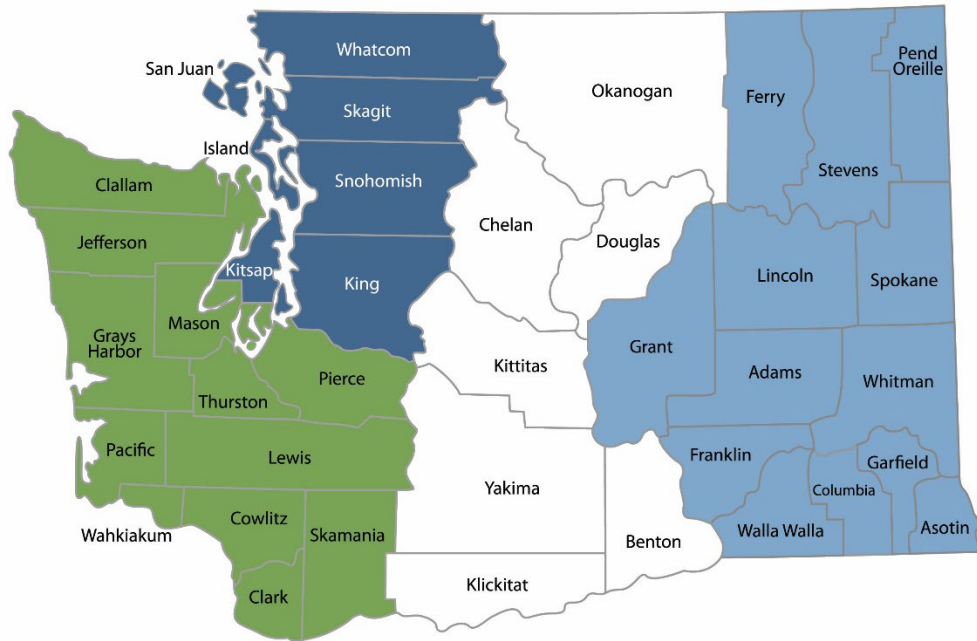 Whatcom
San Juan
Skagit
Island
Snohomish
Clallam
Jefferson
Kitsap
King
Mason
Grays
Harbor
Pierce
Thurston
Pacific
Lewis
Wahkiakum
Cowlitz
Skamania
Clark
Okanogan
Chelan
Douglas
Kittitas
Yakima
Benton
Klickitat
Ferry
Stevens
Pend
Oreille
Lincoln
Spokane
Grant
Adams
Whitman
Franklin
Garfield
Columbia
Walla Walla
Asotin